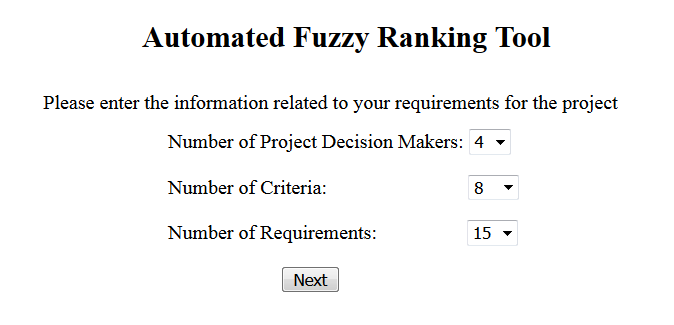 Automated Fuzzy Ranking Tool
Please enter the information related to your requirements for the project
Number of Project Decision Makers: 4
Number of Criteria: 8
Number of Requirements: 15
Next